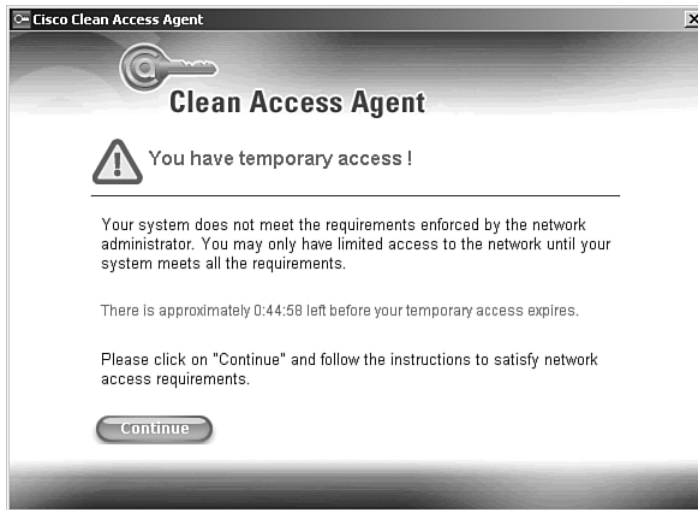 Cisco Clean Access Agent
Clean Access Agent
You have temporary access !
Your system does not meet the requirements enforced by the network
administrator. You may only have limited access to the network until your
system meets all the requirements.
There is approximately 0:44:58 left before your temporary access expires.
Please click on "Continue" and follow the instructions to satisfy network
access requirements.
Continue